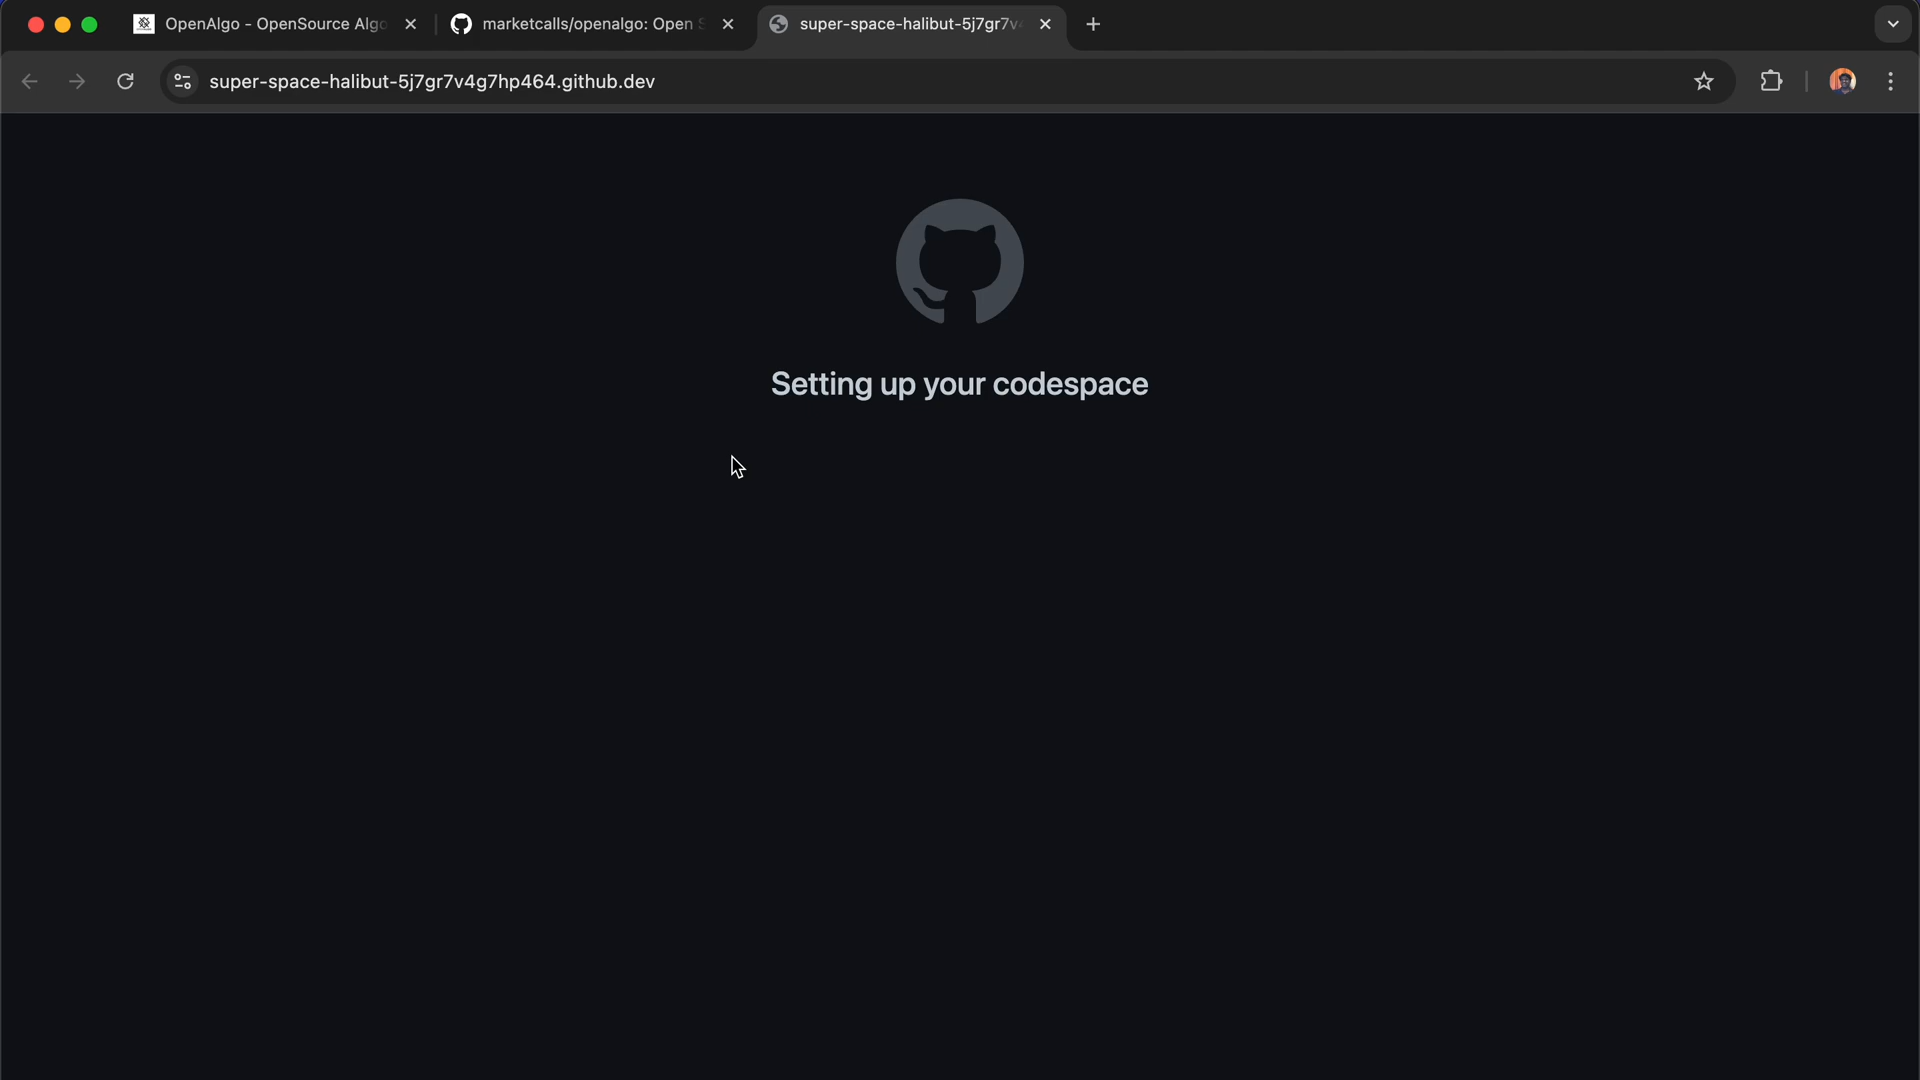 OpenAlgo - OpenSource Algo
marketcalls/openalgo: Open S
super-space-halibut-5j7gr7v4
super-space-halibut-5j7gr7v4g7hp464.github.dev
Setting up your codespace